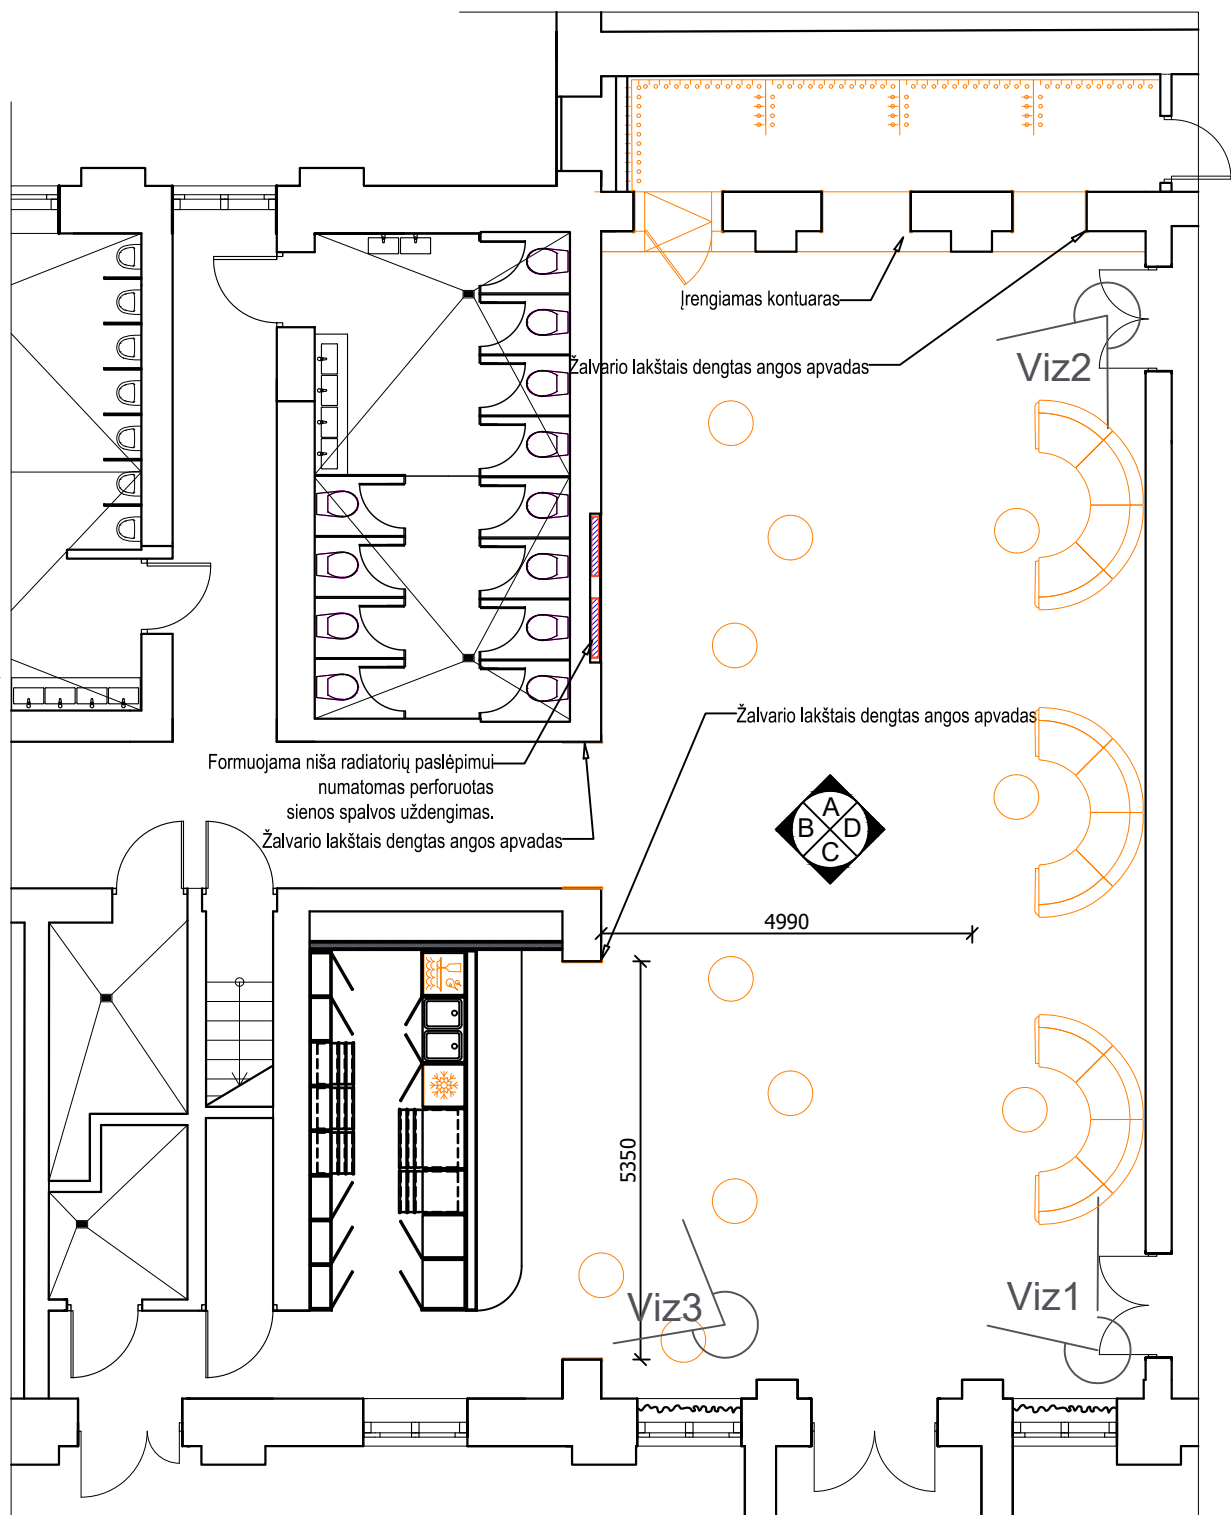 Įrengiamas kontuaras
Žalvario lakštais dengtas angos apvadas
Viz2
Žalvario lakštais dengtas angos apvadas
Formuojama niša radiatorių paslėpimui
numatomas perforuotas
sienos spalvos uždengimas.
Žalvario lakštais dengtas angos apvadas
A
B
D
C
4990
5350
Viz3
Viz1